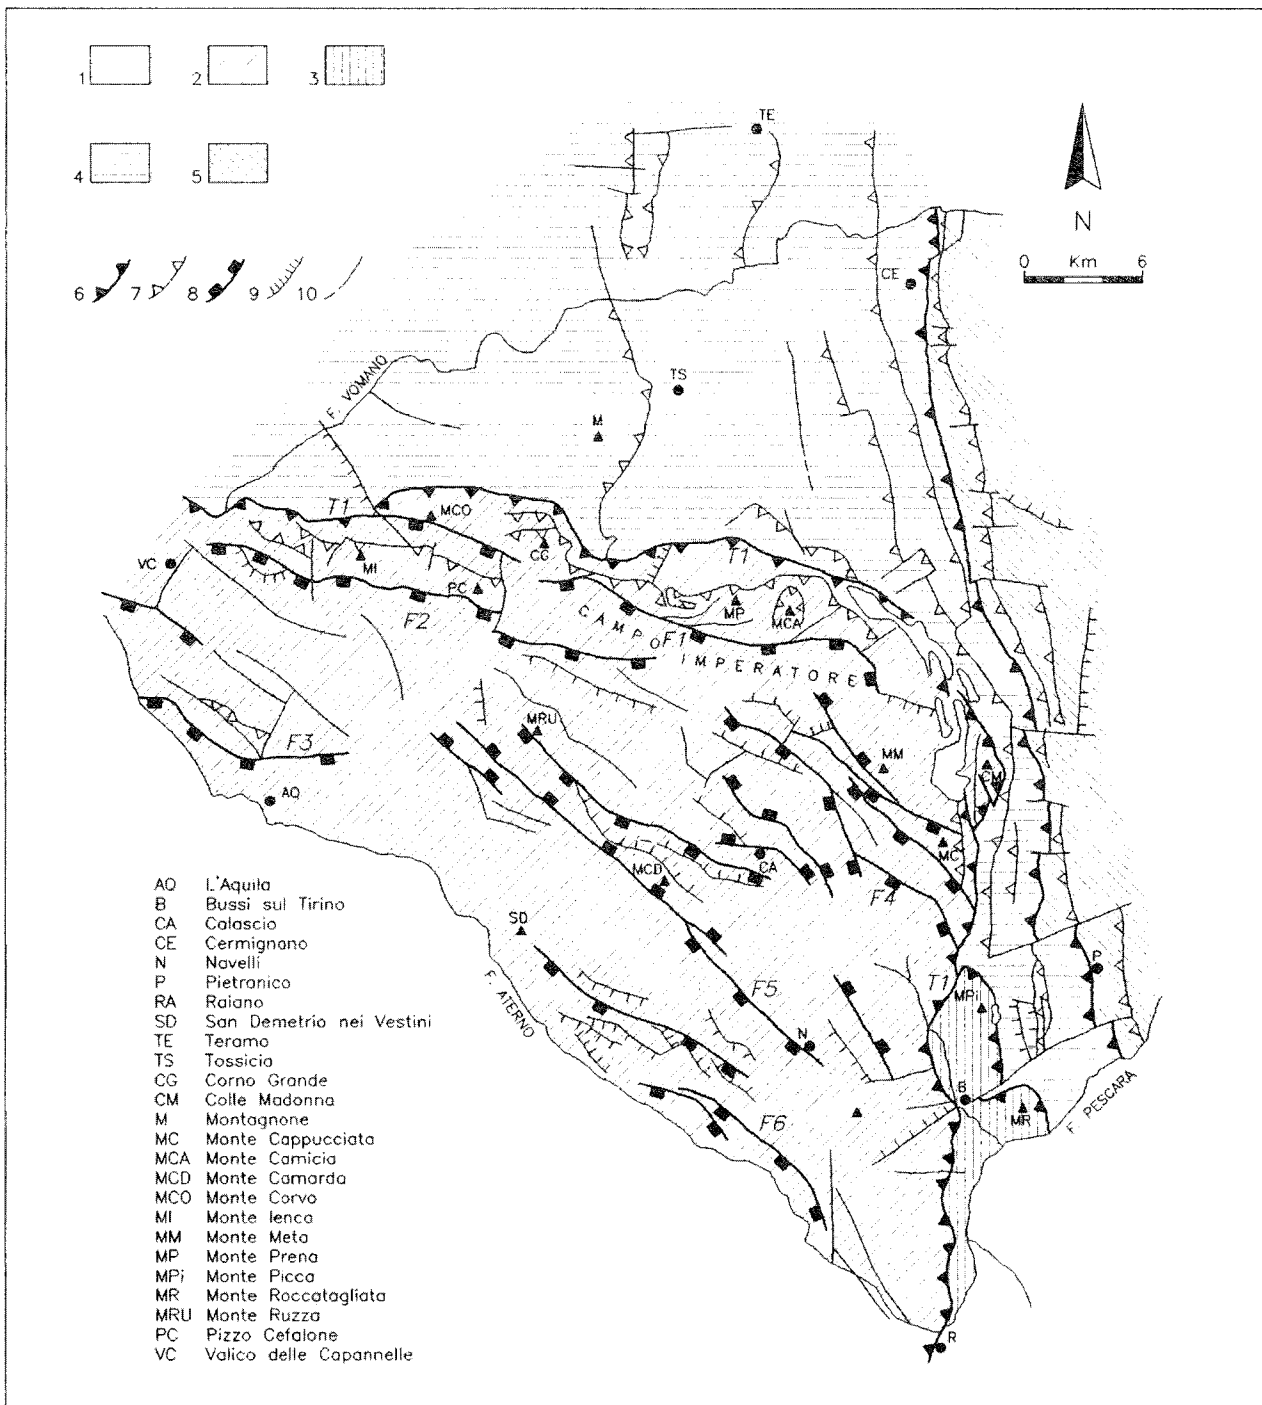 1 2 3
4 5
6 7 8 9 10
TE
N
0 Km 6
CE
F. VOMANO
TS
M
T1
MCO
CG
T1
VC
MI
PC
MP
MCA
F2
CAMPO
F1
IMPERATORE
MRU
F3
MM
CM
AQ
MC
CA
MCD
F4
SD
P
F. ATERNO
T1
MPi
F5
N
B
MR
F. PESCARA
F6
R
AQ L'Aquila
B Bussi sul Tirino
CA Calascio
CE Cermignano
N Navelli
P Pietranico
RA Raiano
SD San Demetrio nei Vestini
TE Teramo
TS Tossicia
CG Corno Grande
CM Colle Madonna
M Montagnone
MC Monte Cappucciata
MCA Monte Camicia
MCD Monte Camarda
MCO Monte Corvo
MI Monte Ienca
MM Monte Meta
MP Monte Prena
MPi Monte Picca
MR Monte Roccatagliata
MRU Monte Ruzza
PC Pizzo Cefalone
VC Valico delle Capannelle